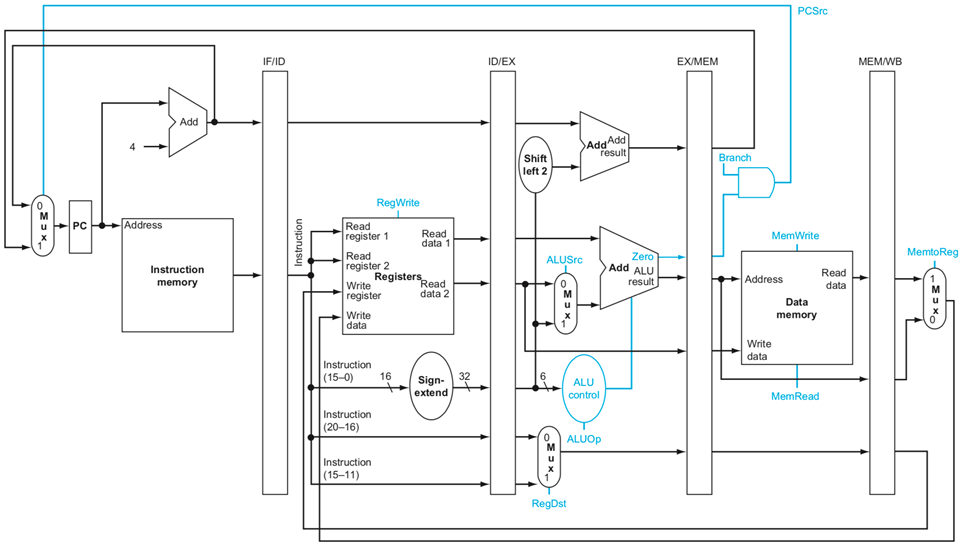 PCSrc
IF/ID
ID/EX
EX/MEM
MEM/WB
Add
4
Shift
left 2
Add
Add
result
Branch
0
M
u
x
1
PC
Address
Instruction
memory
Instruction
RegWrite
Read
register 1
Read
register 2
Write
register
Write
data
Registers
Read
data 1
Read
data 2
ALUSrc
0
M
u
x
1
Add
Zero
ALU
result
MemWrite
Address
Read
data
Data
memory
Write
data
MemRead
MemtoReg
1
M
u
x
0
Instruction
(15–0)
16
Sign-
extend
32
6
ALU
control
ALUOp
Instruction
(20–16)
Instruction
(15–11)
0
M
u
x
1
RegDst